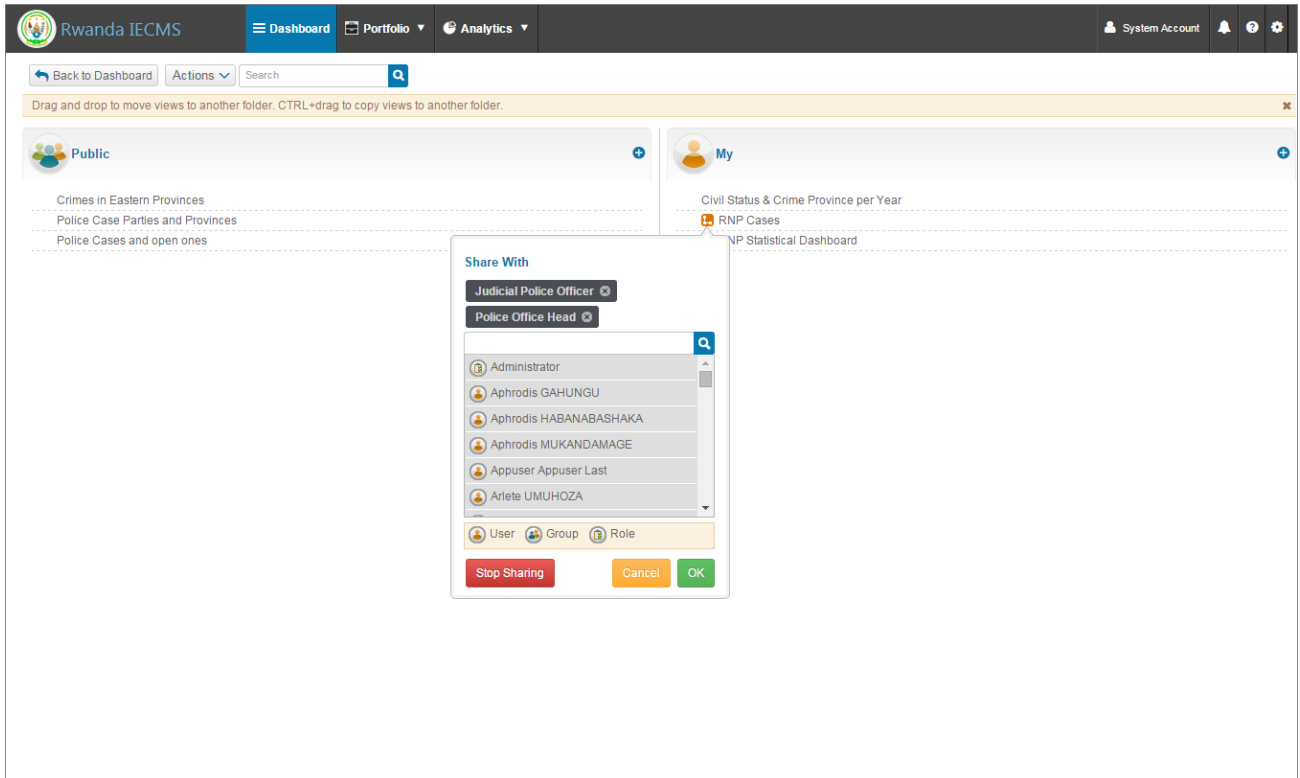 Rwanda IECMS Dashboard Portfolio Analytics System Account
Back to Dashboard Actions Search
Drag and drop to move views to another folder. CTRL+drag to copy views to another folder.
Public
Crimes in Eastern Provinces
Police Case Parties and Provinces
Police Cases and open ones
My
Civil Status & Crime Province per Year
RNP Cases
NP Statistical Dashboard
Share With
Judicial Police Officer
Police Office Head
Administrator
Aphrodis GAHUNGU
Aphrodis HABANABASHAKA
Aphrodis MUKANDAMAGE
Appuser Appuser Last
Arlete UMUHOZA
User Group Role
Stop Sharing Cancel OK